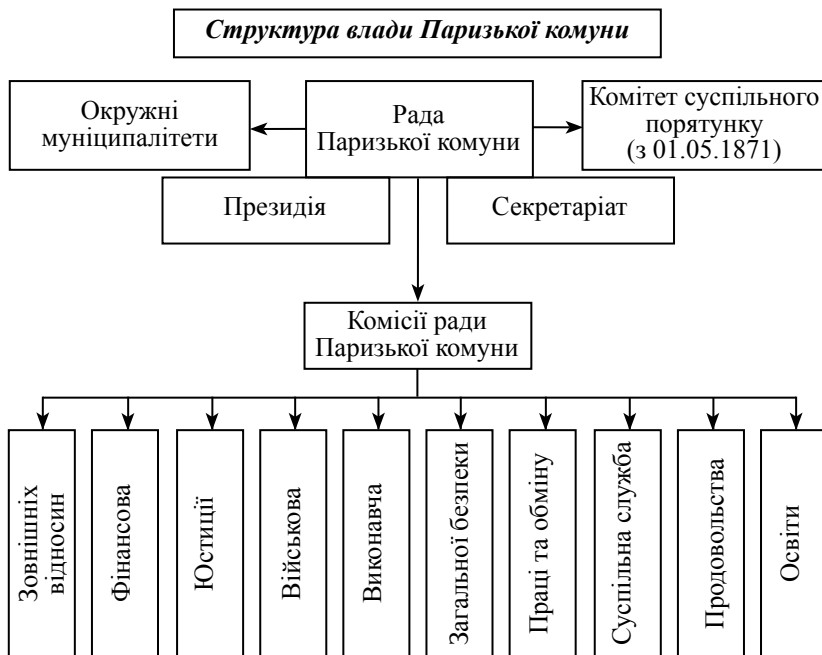 Структура влади Паризької комуни
Окружні
муніципалітети
Рада
Паризької комуни
Комітет суспільного
порятунку
(з 01.05.1871)
Президія
Секретаріат
Комісії ради
Паризької комуни
Зовнішніх
відносин
Фінансова
Юстиції
Військова
Виконавча
Загальної безпеки
Праці та обміну
Суспільна служба
Продовольства
Освіти